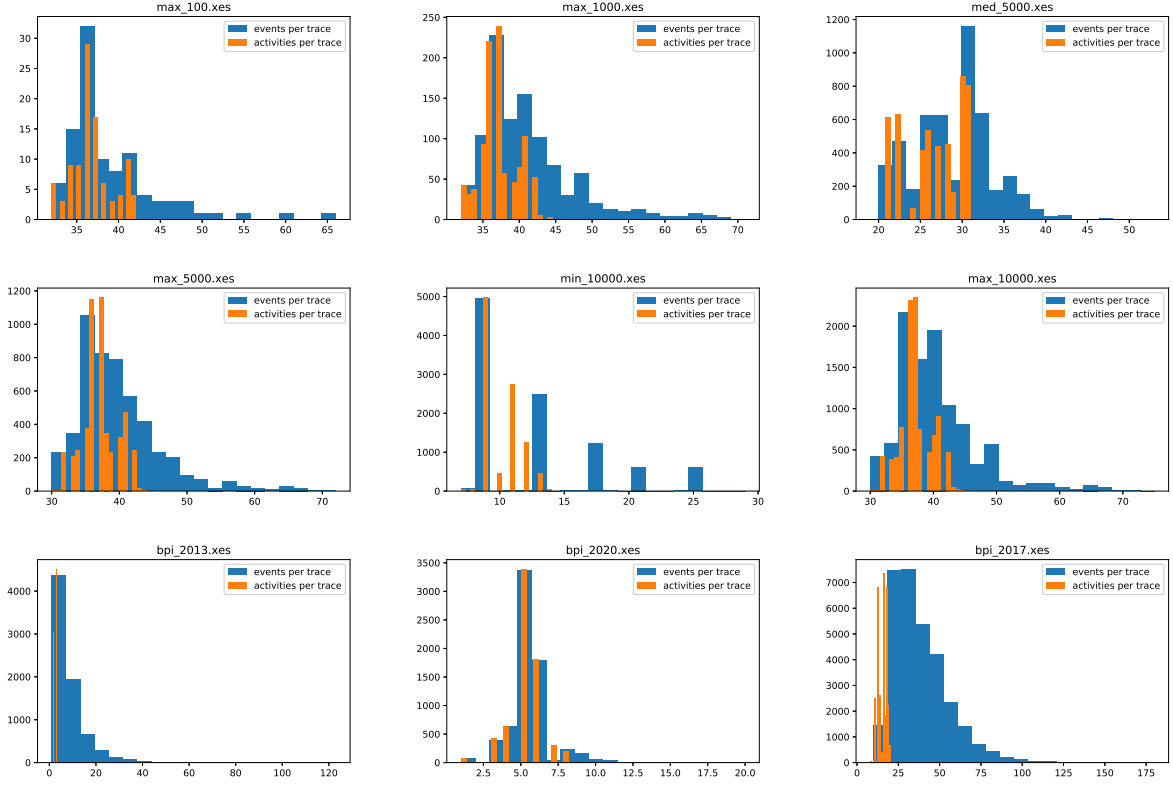 max_100.xes
events per trace
activities per trace
30
25
20
15
10
5
0
35 40 45 50 55 60 65
max_1000.xes
events per trace
activities per trace
250
200
150
100
50
0
35 40 45 50 55 60 65 70
med_5000.xes
events per trace
activities per trace
1200
1000
800
600
400
200
0
20 25 30 35 40 45 50
max_5000.xes
events per trace
activities per trace
1200
1000
800
600
400
200
0
30 40 50 60 70
min_10000.xes
events per trace
activities per trace
5000
4000
3000
2000
1000
0
10 15 20 25 30
max_10000.xes
events per trace
activities per trace
2000
1500
1000
500
0
30 40 50 60 70
bpi_2013.xes
events per trace
activities per trace
4000
3000
2000
1000
0
0 20 40 60 80 100 120
bpi_2020.xes
events per trace
activities per trace
3500
3000
2500
2000
1500
1000
500
0
2.5 5.0 7.5 10.0 12.5 15.0 17.5 20.0
bpi_2017.xes
events per trace
activities per trace
7000
6000
5000
4000
3000
2000
1000
0
0 25 50 75 100 125 150 175